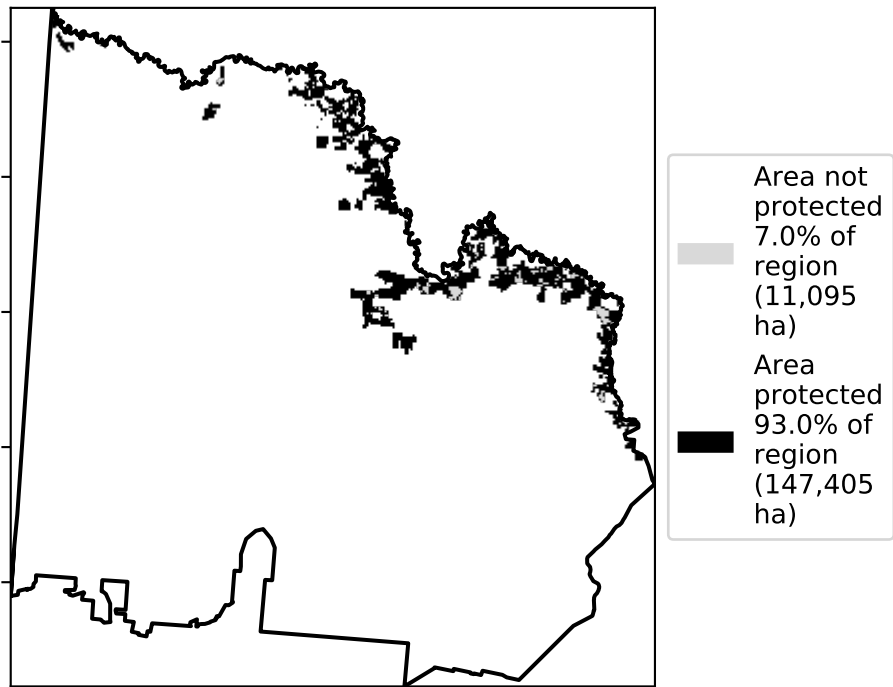 Area not
protected
7.0% of
region
(11,095
ha)
Area
protected
93.0% of
region
(147,405
ha)